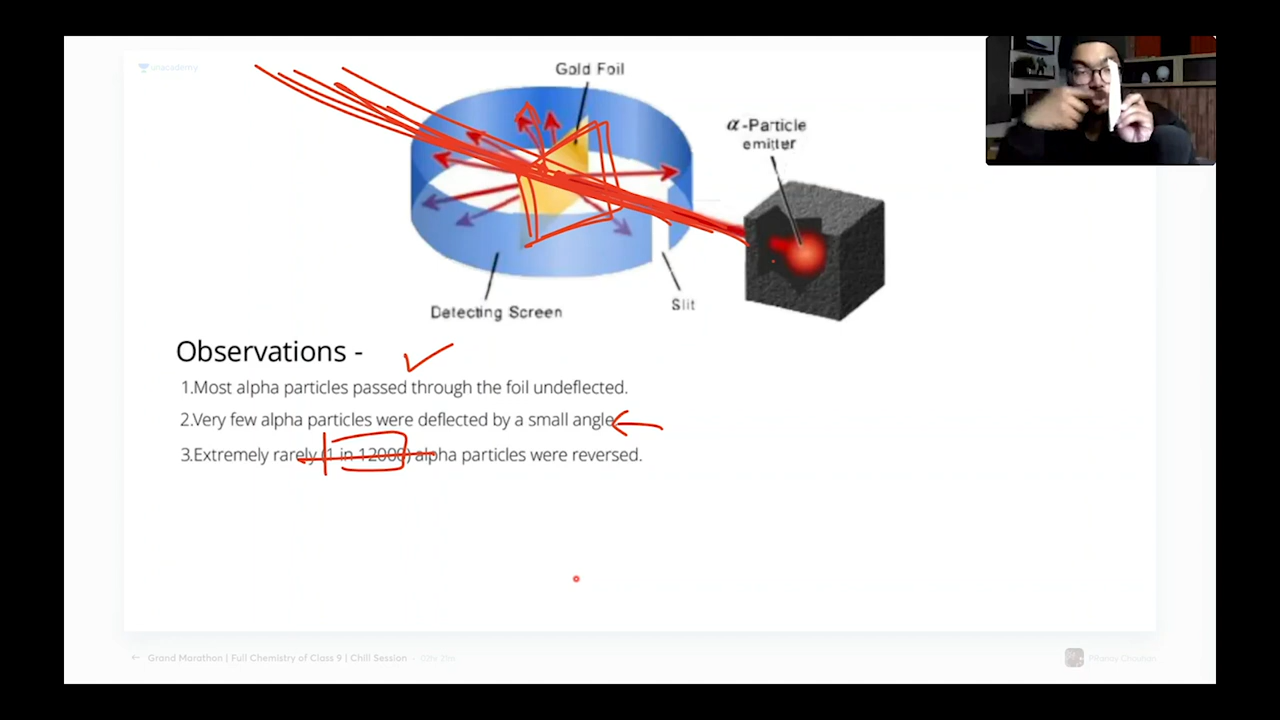 unacademy
Gold Foil
α-Particle
emitter
Detecting Screen
Slit
Observations -
1.Most alpha particles passed through the foil undeflected.
2.Very few alpha particles were deflected by a small angle
3.Extremely rarely (1 in 12000) alpha particles were reversed.
Grand Marathon | Full Chemistry of Class 9 | Chill Session